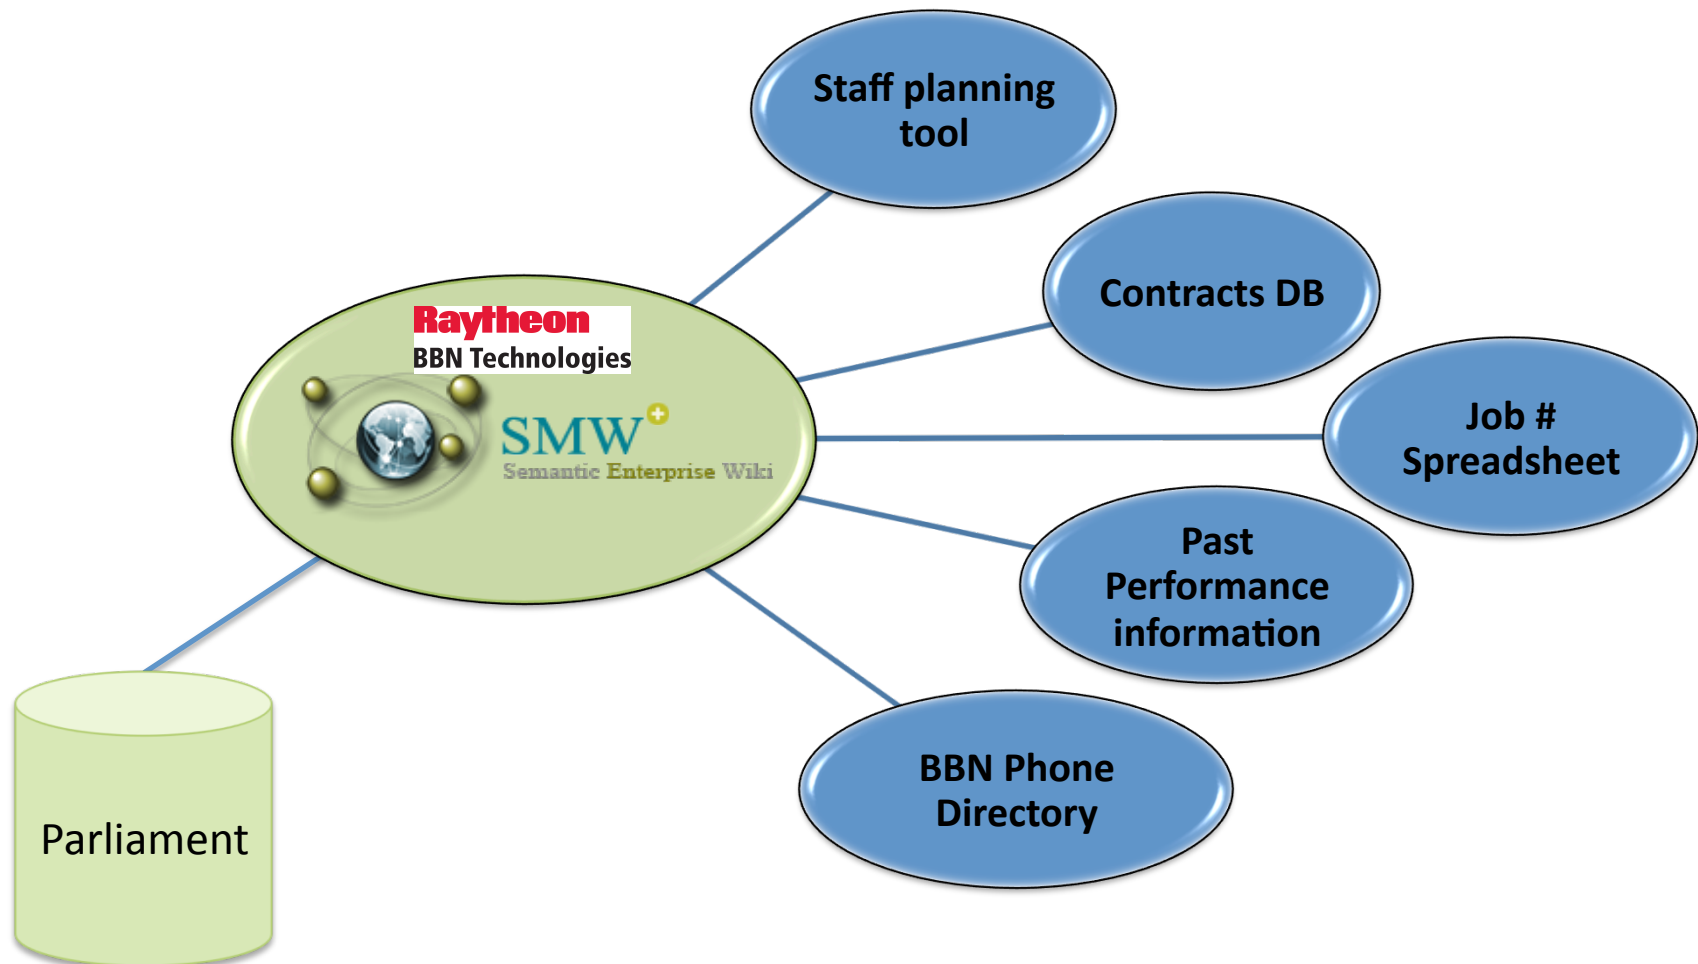 Staff planning
tool
Contracts DB
Raytheon
BBN Technologies
SMW+
Semantic Enterprise Wiki
Job #
Spreadsheet
Past
Performance
information
BBN Phone
Directory
Parliament